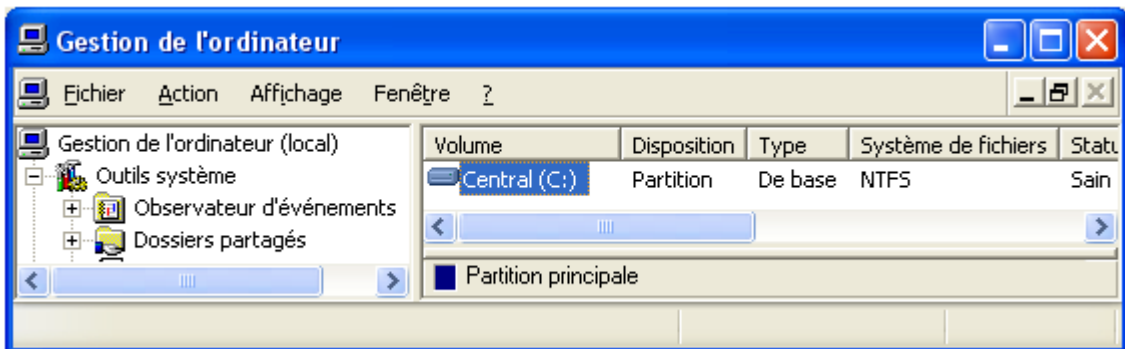 Gestion de l'ordinateur
Fichier Action Affichage Fenêtre ?
Gestion de l'ordinateur (local)
Outils système
Observateur d'événements
Dossiers partagés
Volume Disposition Type Système de fichiers Statu
Central (C:) Partition De base NTFS Sain
Partition principale